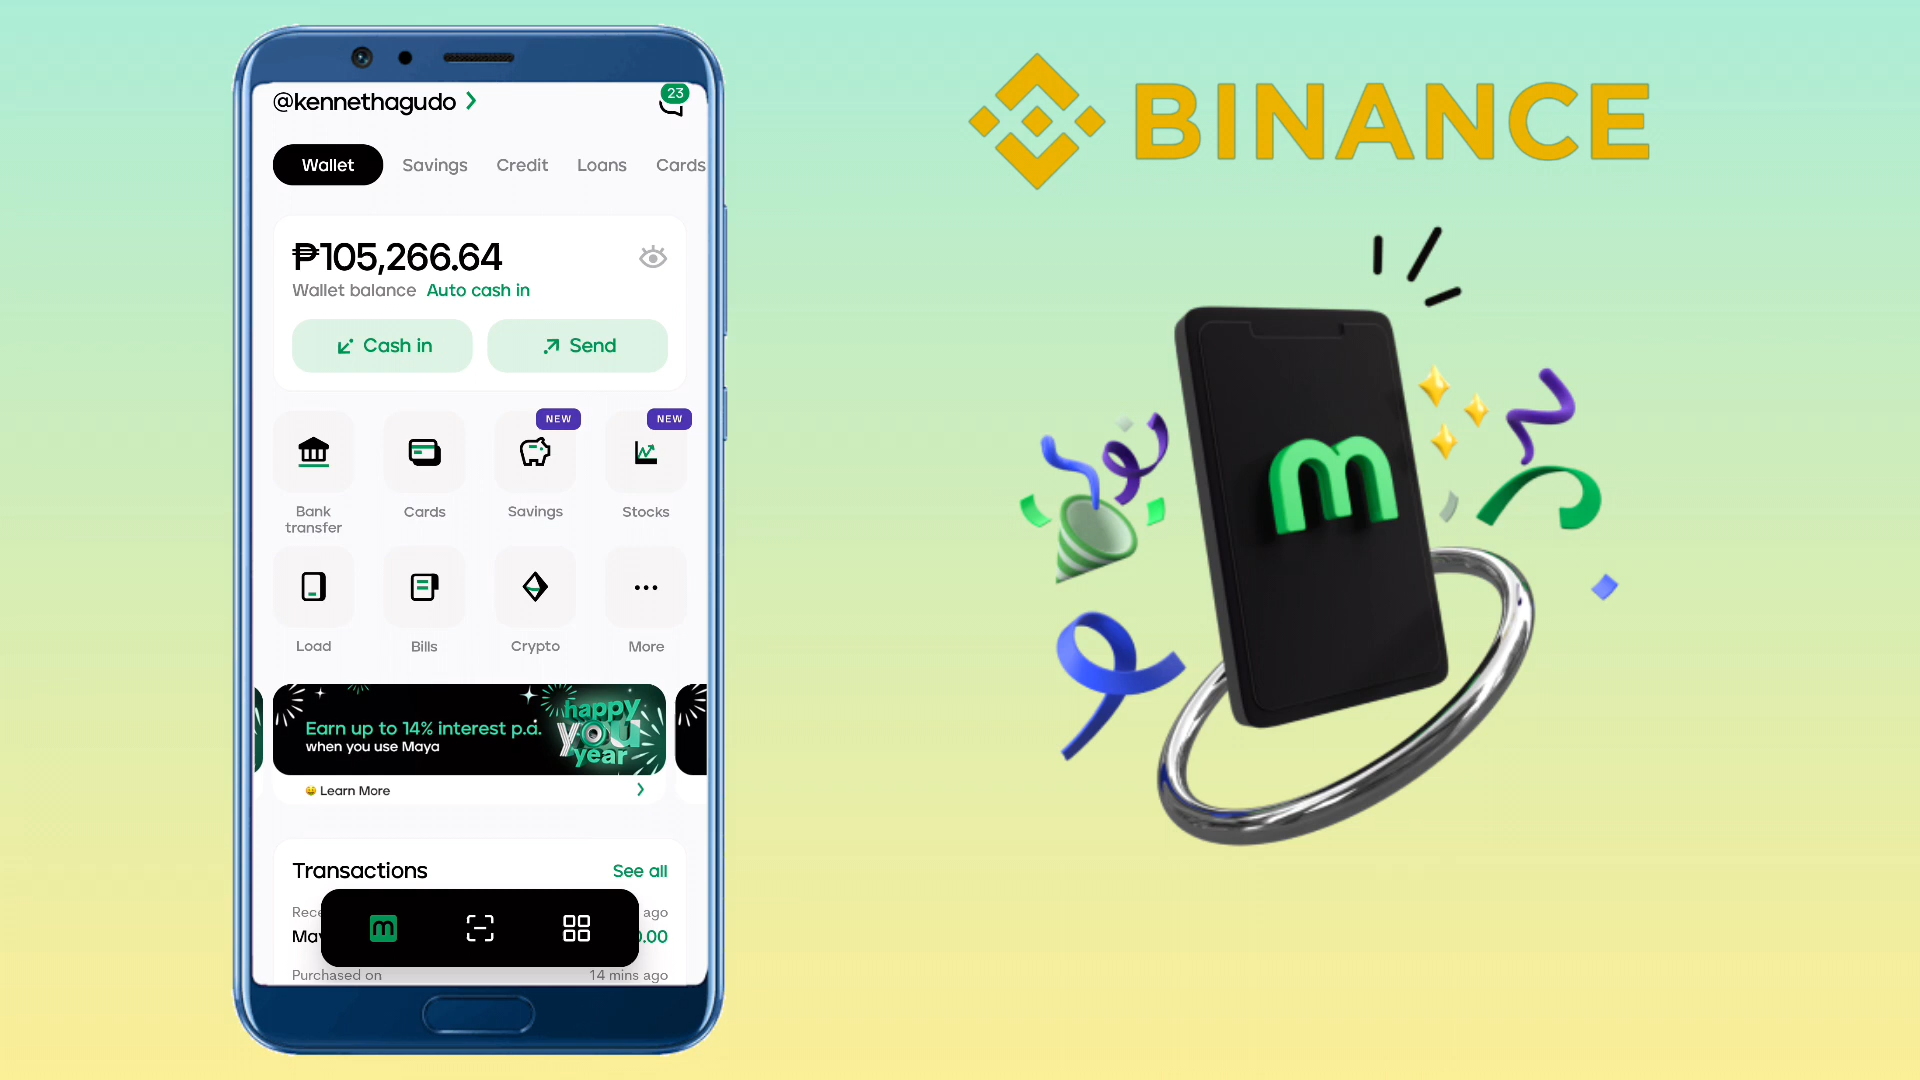 @kennethagudo
23
Wallet Savings Credit Loans Cards
₱105,266.64
Wallet balance Auto cash in
Cash in Send
NEW NEW
Bank transfer
Cards
Savings
Stocks
Load
Bills
Crypto
More
Earn up to 14% interest p.a.
when you use Maya
happy
you
year
Learn More
Transactions See all
ago
.00
m
Purchased on 14 mins ago
BINANCE
m